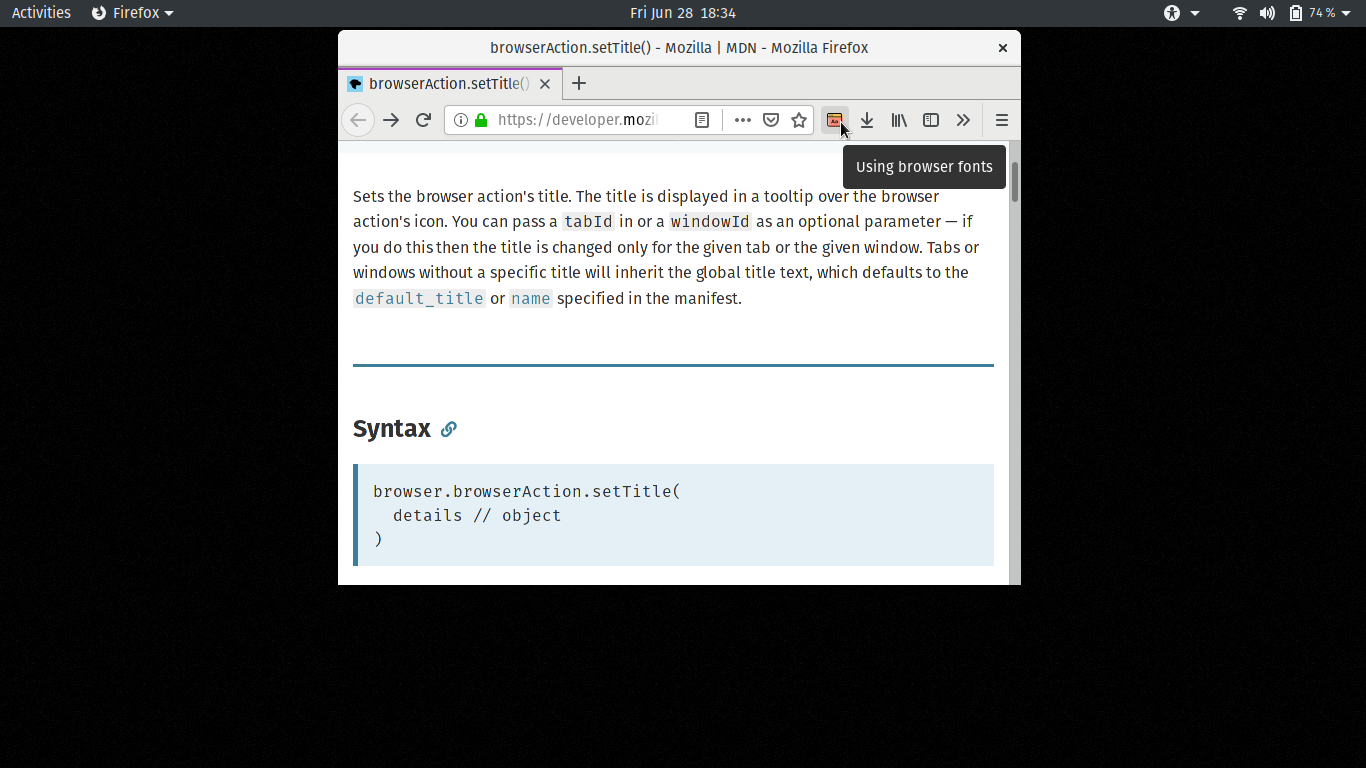 Activities Firefox Fri Jun 28 18:34 74 %
browserAction.setTitle() - Mozilla | MDN - Mozilla Firefox
browserAction.setTitle()
https://developer.mozil
Using browser fonts
Sets the browser action's title. The title is displayed in a tooltip over the browser
action's icon. You can pass a tabId in or a windowId as an optional parameter — if
you do this then the title is changed only for the given tab or the given window. Tabs or
windows without a specific title will inherit the global title text, which defaults to the
default_title or name specified in the manifest.
Syntax
browser.browserAction.setTitle(
  details // object
)